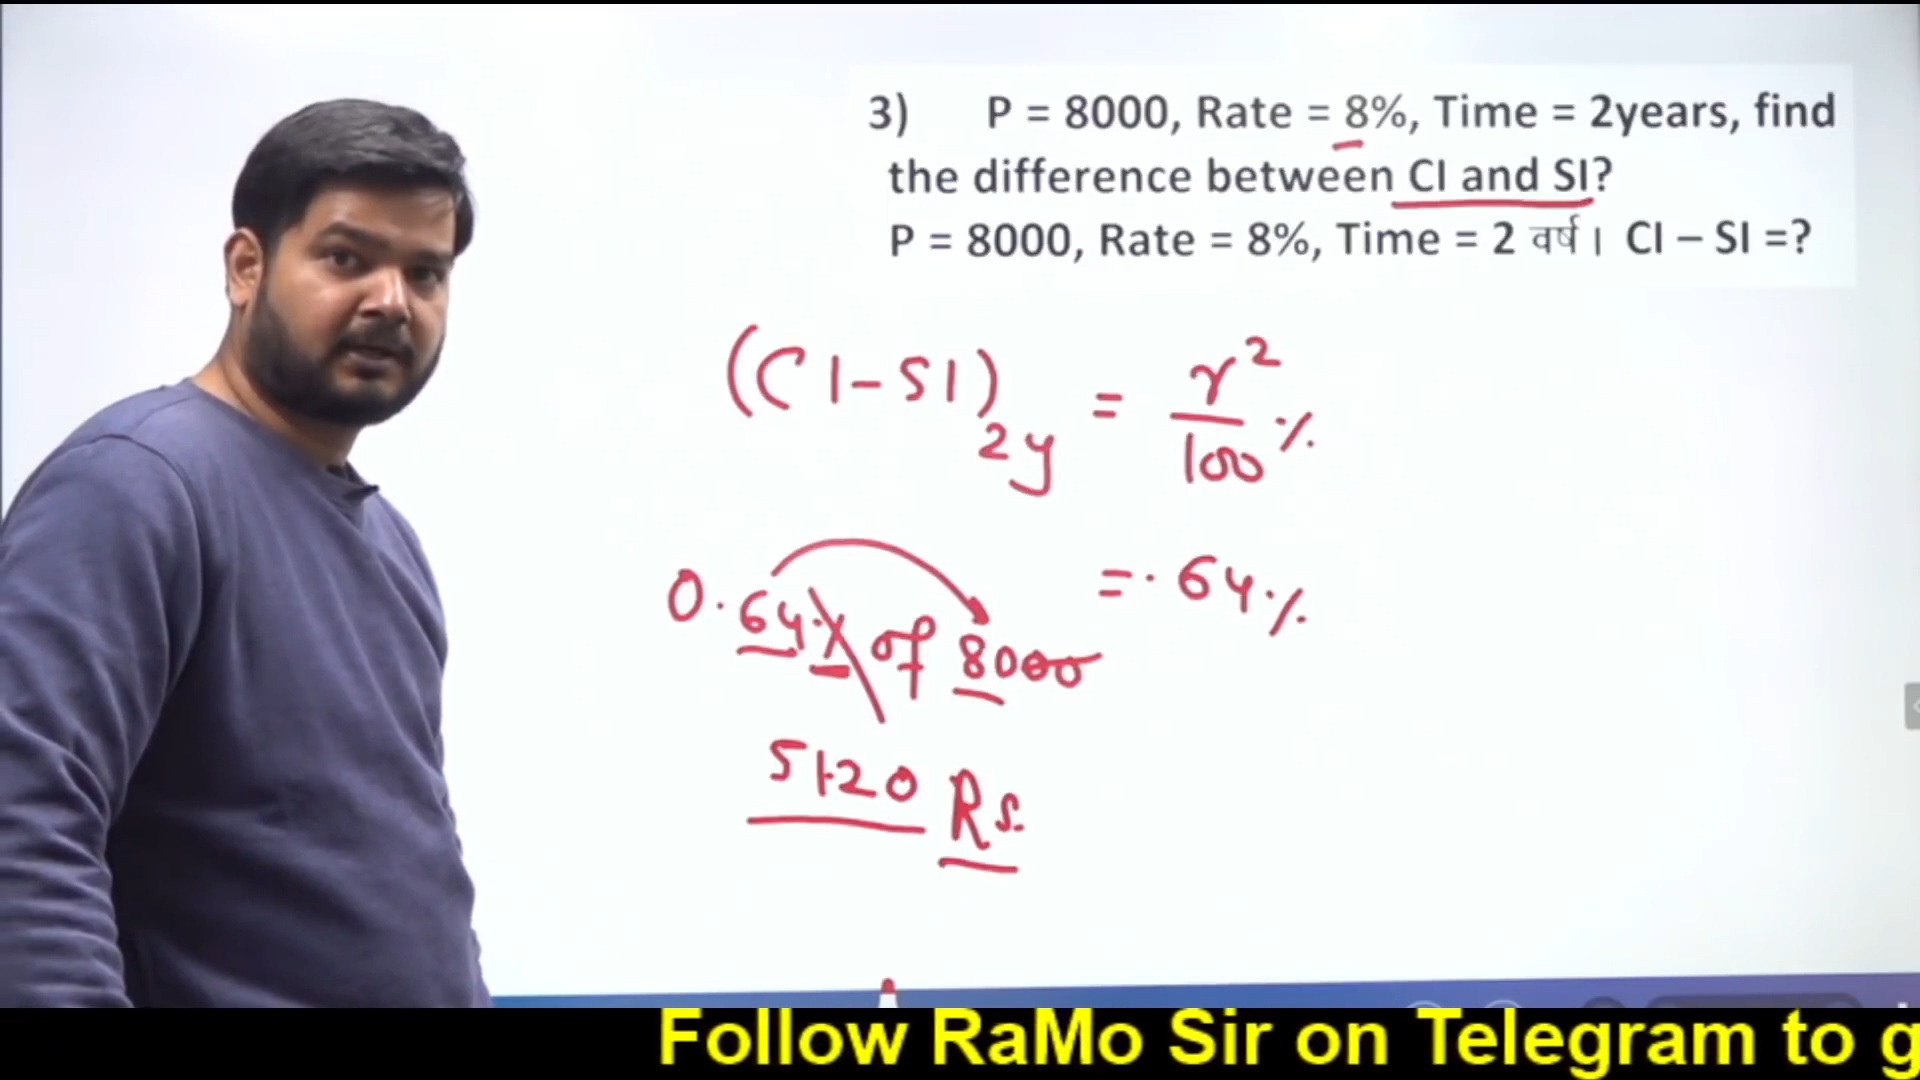 3) P = 8000, Rate = 8%, Time = 2years, find
the difference between CI and SI?
P = 8000, Rate = 8%, Time = 2 वर्ष। CI – SI =?
(CI-SI)2y = r²/100 %
= .64%
0.64% of 8000
51.20 Rs.
Follow RaMo Sir on Telegram to g